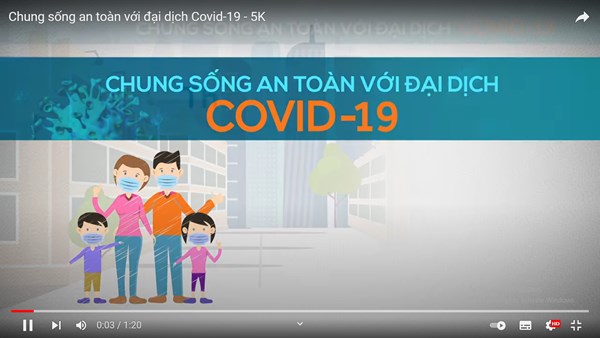 Chung sống an toàn với đại dịch Covid-19 - 5K
CHUNG SỐNG AN TOÀN VỚI ĐẠI DỊCH
CHUNG SỐNG AN TOÀN VỚI ĐẠI DỊCH
COVID-19
0:03 / 1:20
HD